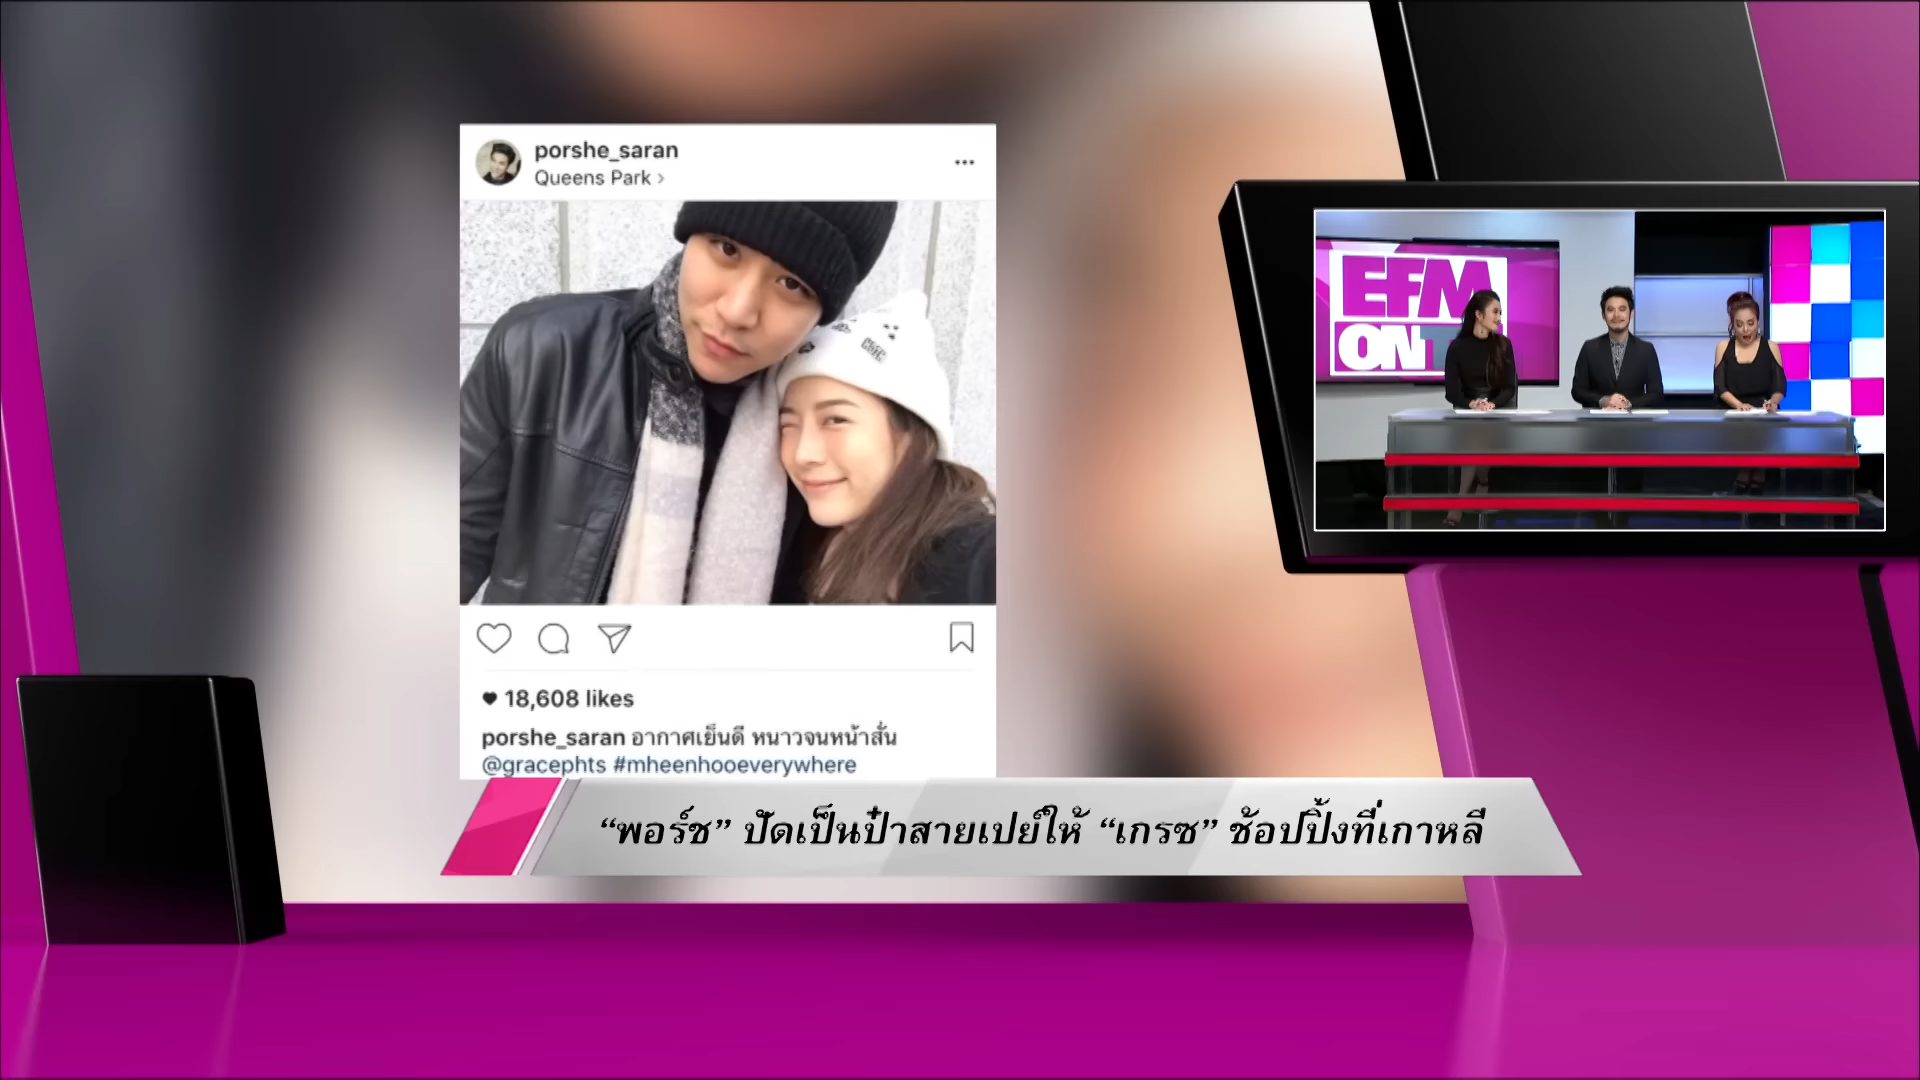 porshe_saran
Queens Park >
CHIC
18,608 likes
porshe_saran อากาศเย็นดี หนาวจนหน้าสั่น
@gracephts #mheenhooeverywhere
“พอร์ช” ปัดเป็นป๋าสายเปย์ให้ “เกรซ” ช้อปปิ้งที่เกาหลี
EFM
ON